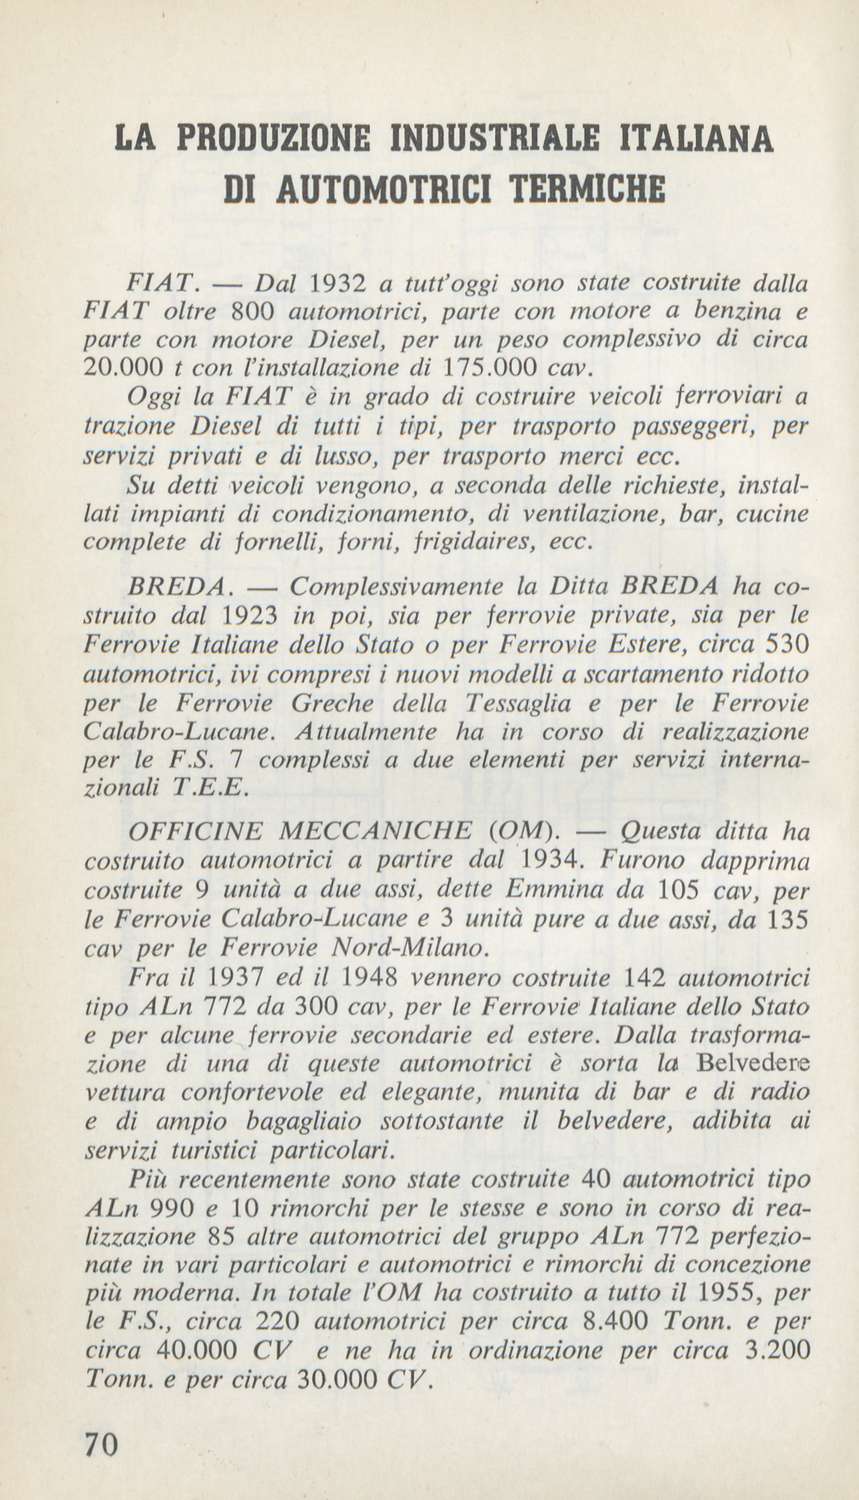 LA PRODUZIONE INDUSTRIALE ITALIANA
DI AUTOMOTRICI TERMICHE
FIAT. — Dal 1932 a tutt'oggi sono state costruite dalla
FIAT oltre 800 automotrici, parte con motore a benzina e
parte con motore Diesel, per un peso complessivo di circa
20.000 t con l'installazione di 175.000 cav.
Oggi la FIAT è in grado di costruire veicoli ferroviari a
trazione Diesel di tutti i tipi, per trasporto passeggeri, per
servizi privati e di lusso, per trasporto merci ecc.
Su detti veicoli vengono, a seconda delle richieste, instal-
lati impianti di condizionamento, di ventilazione, bar, cucine
complete di fornelli, forni, frigidaires, ecc.
BREDA. — Complessivamente la Ditta BREDA ha co-
struito dal 1923 in poi, sia per ferrovie private, sia per le
Ferrovie Italiane dello Stato o per Ferrovie Estere, circa 530
automotrici, ivi compresi i nuovi modelli a scartamento ridotto
per le Ferrovie Greche della Tessaglia e per le Ferrovie
Calabro-Lucane. Attualmente ha in corso di realizzazione
per le F.S. 7 complessi a due elementi per servizi interna-
zionali T.E.E.
OFFICINE MECCANICHE (OM). — Questa ditta ha
costruito automotrici a partire dal 1934. Furono dapprima
costruite 9 unità a due assi, dette Emmina da 105 cav, per
le Ferrovie Calabro-Lucane e 3 unità pure a due assi, da 135
cav per le Ferrovie Nord-Milano.
Fra il 1937 ed il 1948 vennero costruite 142 automotrici
tipo ALn 772 da 300 cav, per le Ferrovie Italiane dello Stato
e per alcune ferrovie secondarie ed estere. Dalla trasforma-
zione di una di queste automotrici è sorta la Belvedere
vettura confortevole ed elegante, munita di bar e di radio
e di ampio bagagliaio sottostante il belvedere, adibita ai
servizi turistici particolari.
Più recentemente sono state costruite 40 automotrici tipo
ALn 990 e 10 rimorchi per le stesse e sono in corso di rea-
lizzazione 85 altre automotrici del gruppo ALn 772 perfezio-
nate in vari particolari e automotrici e rimorchi di concezione
più moderna. In totale l'OM ha costruito a tutto il 1955, per
le F.S., circa 220 automotrici per circa 8.400 Tonn. e per
circa 40.000 CV e ne ha in ordinazione per circa 3.200
Tonn. e per circa 30.000 CV.
70